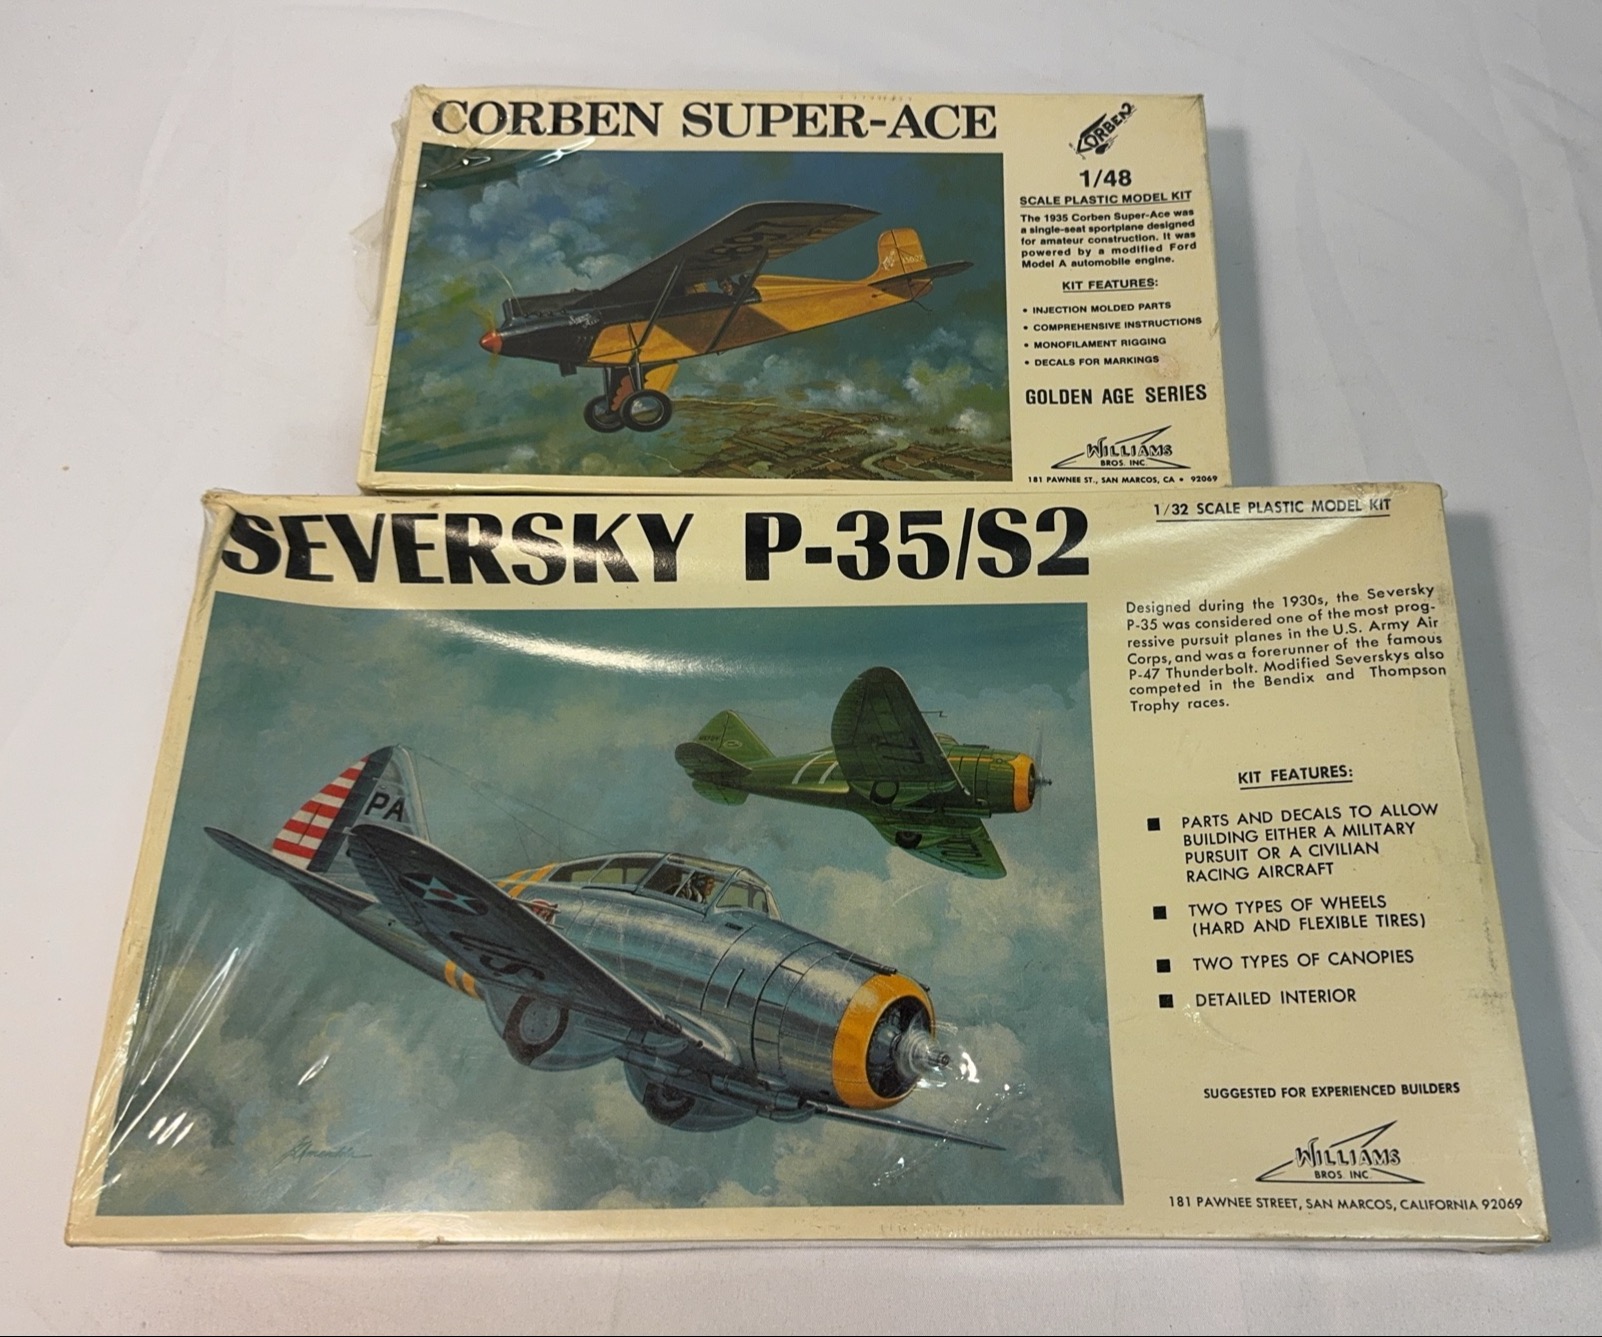 CORBEN SUPER-ACE
CORBEN
1/48
SCALE PLASTIC MODEL KIT
The 1935 Corben Super-Ace was
a single-seat sportplane designed
for amateur construction. It was
powered by a modified Ford
Model A automobile engine.
KIT FEATURES:
• INJECTION MOLDED PARTS
• COMPREHENSIVE INSTRUCTIONS
• MONOFILAMENT RIGGING
• DECALS FOR MARKINGS
GOLDEN AGE SERIES
WILLIAMS
BROS. INC.
181 PAWNEE ST., SAN MARCOS, CA • 92069
SEVERSKY P-35/S2
1/32 SCALE PLASTIC MODEL KIT
Designed during the 1930s, the Seversky
P-35 was considered one of the most prog-
ressive pursuit planes in the U.S. Army Air
Corps, and was a forerunner of the famous
P-47 Thunderbolt. Modified Severskys also
competed in the Bendix and Thompson
Trophy races.
KIT FEATURES:
■ PARTS AND DECALS TO ALLOW
BUILDING EITHER A MILITARY
PURSUIT OR A CIVILIAN
RACING AIRCRAFT
■ TWO TYPES OF WHEELS
(HARD AND FLEXIBLE TIRES)
■ TWO TYPES OF CANOPIES
■ DETAILED INTERIOR
SUGGESTED FOR EXPERIENCED BUILDERS
WILLIAMS
BROS. INC.
181 PAWNEE STREET, SAN MARCOS, CALIFORNIA 92069
PA
77